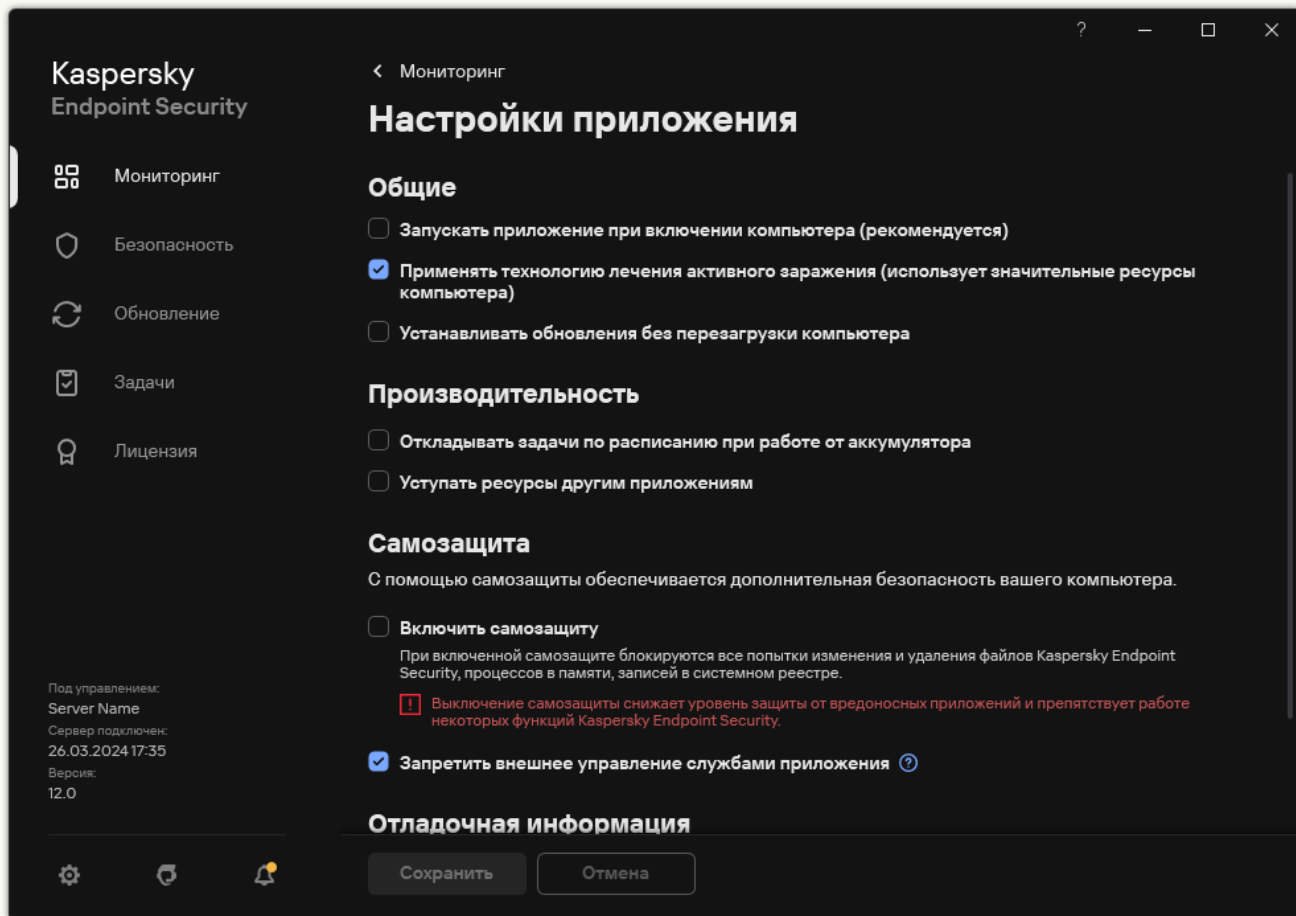 ?
Kaspersky
Endpoint Security
Мониторинг
Безопасность
Обновление
Задачи
Лицензия
Под управлением:
Server Name
Сервер подключен:
26.03.2024 17:35
Версия:
12.0
Мониторинг
Настройки приложения
Общие
Запускать приложение при включении компьютера (рекомендуется)
Применять технологию лечения активного заражения (использует значительные ресурсы
компьютера)
Устанавливать обновления без перезагрузки компьютера
Производительность
Откладывать задачи по расписанию при работе от аккумулятора
Уступать ресурсы другим приложениям
Самозащита
С помощью самозащиты обеспечивается дополнительная безопасность вашего компьютера.
Включить самозащиту
При включенной самозащите блокируются все попытки изменения и удаления файлов Kaspersky Endpoint
Security, процессов в памяти, записей в системном реестре.
Выключение самозащиты снижает уровень защиты от вредоносных приложений и препятствует работе
некоторых функций Kaspersky Endpoint Security.
Запретить внешнее управление службами приложения ?
Отладочная информация
Сохранить
Отмена